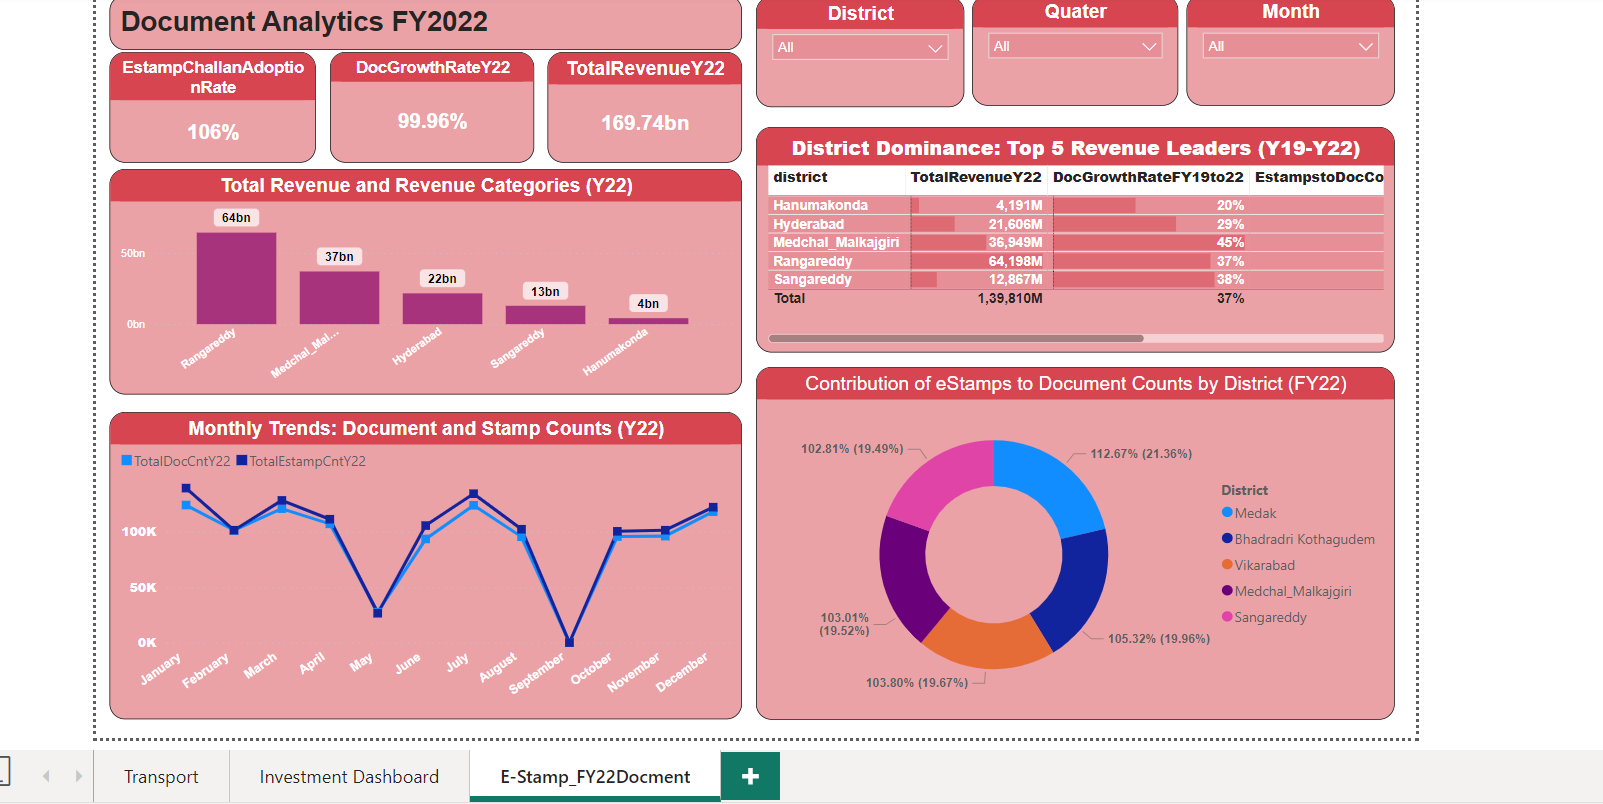 Document Analytics FY2022
District
All
Quater
All
Month
All
EstampChallanAdoptio
nRate
106%
DocGrowthRateY22
99.96%
TotalRevenueY22
169.74bn
Total Revenue and Revenue Categories (Y22)
64bn
37bn
22bn
13bn
4bn
50bn
0bn
Rangareddy
Medchal_Mal...
Hyderabad
Sangareddy
Hanumakonda
District Dominance: Top 5 Revenue Leaders (Y19-Y22)
district TotalRevenueY22 DocGrowthRateFY19to22 EstampstoDocCo
Hanumakonda 4,191M 20%
Hyderabad 21,606M 29%
Medchal_Malkajgiri 36,949M 45%
Rangareddy 64,198M 37%
Sangareddy 12,867M 38%
Total 1,39,810M 37%
Monthly Trends: Document and Stamp Counts (Y22)
TotalDocCntY22 TotalEstampCntY22
100K
50K
0K
January
February
March
April
May
June
July
August
September
October
November
December
Contribution of eStamps to Document Counts by District (FY22)
102.81% (19.49%)
112.67% (21.36%)
103.01%
(19.52%)
105.32% (19.96%)
103.80% (19.67%)
District
Medak
Bhadradri Kothagudem
Vikarabad
Medchal_Malkajgiri
Sangareddy
Transport
Investment Dashboard
E-Stamp_FY22Docment